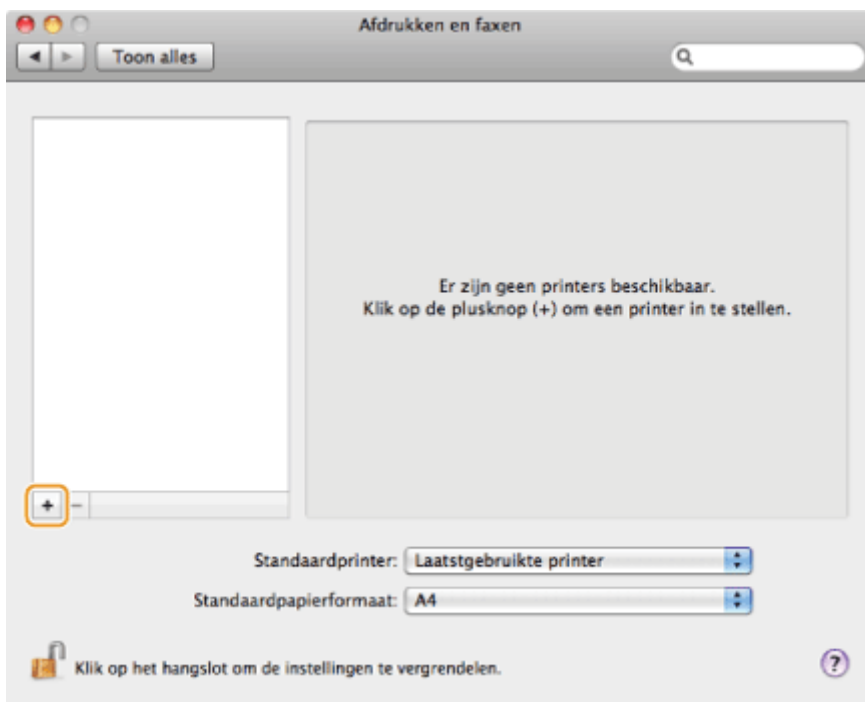 Afdrukken en faxen
Toon alles
Er zijn geen printers beschikbaar.
Klik op de plusknop (+) om een printer in te stellen.
+ −
Standaardprinter: Laatstgebruikte printer
Standaardpapierformaat: A4
Klik op het hangslot om de instellingen te vergrendelen. ?